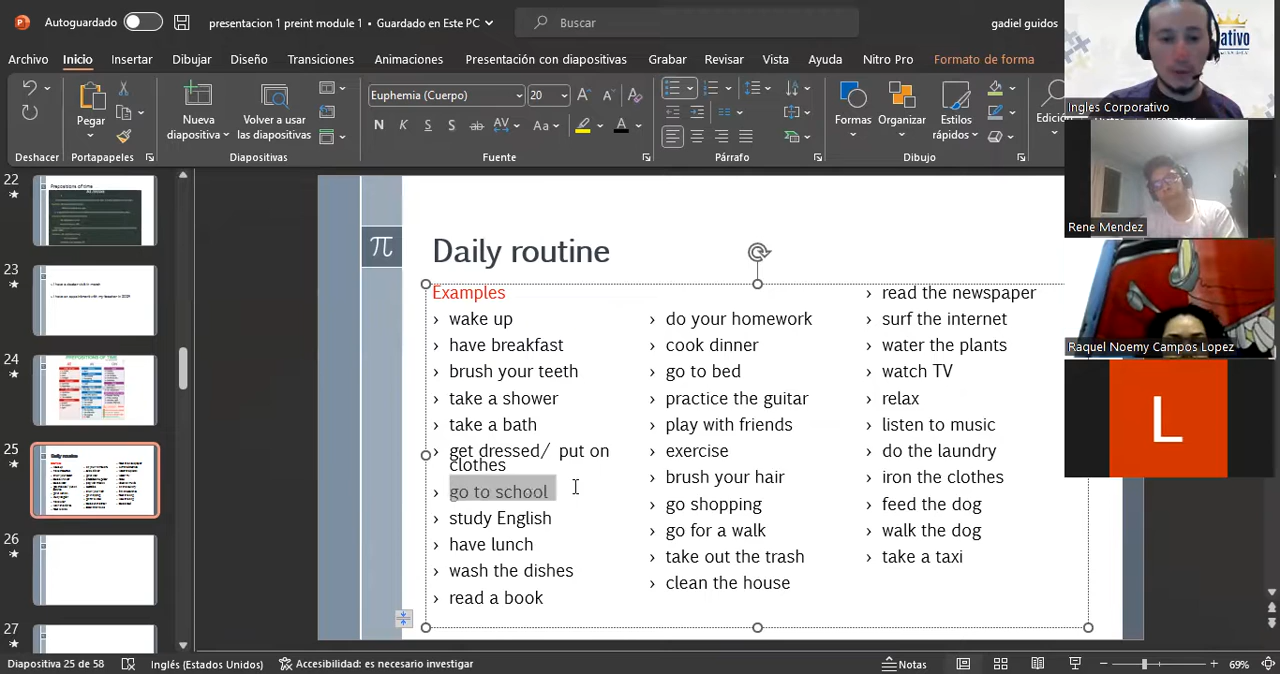 Autoguardado
presentacion 1 preint module 1 • Guardado en Este PC
Buscar
gadiel guidos
Archivo Inicio Insertar Dibujar Diseño Transiciones Animaciones Presentación con diapositivas Grabar Revisar Vista Ayuda Nitro Pro Formato de forma
Pegar
Nueva diapositiva
Volver a usar las diapositivas
Euphemia (Cuerpo) 20
Formas
Organizar
Estilos rápidos
Edición
Deshacer Portapapeles Diapositivas Fuente Párrafo Dibujo
ativo
Ingles Corporativo
Rene Mendez
Raquel Noemy Campos Lopez
L
22
Prepositions of time
23
24
25
26
27
π
Daily routine
Examples
› wake up
› have breakfast
› brush your teeth
› take a shower
› take a bath
› get dressed/ put on
clothes
› go to school
› study English
› have lunch
› wash the dishes
› read a book
› do your homework
› cook dinner
› go to bed
› practice the guitar
› play with friends
› exercise
› brush your hair
› go shopping
› go for a walk
› take out the trash
› clean the house
› read the newspaper
› surf the internet
› water the plants
› watch TV
› relax
› listen to music
› do the laundry
› iron the clothes
› feed the dog
› walk the dog
› take a taxi
Diapositiva 25 de 58
Inglés (Estados Unidos)
Accesibilidad: es necesario investigar
Notas
69%